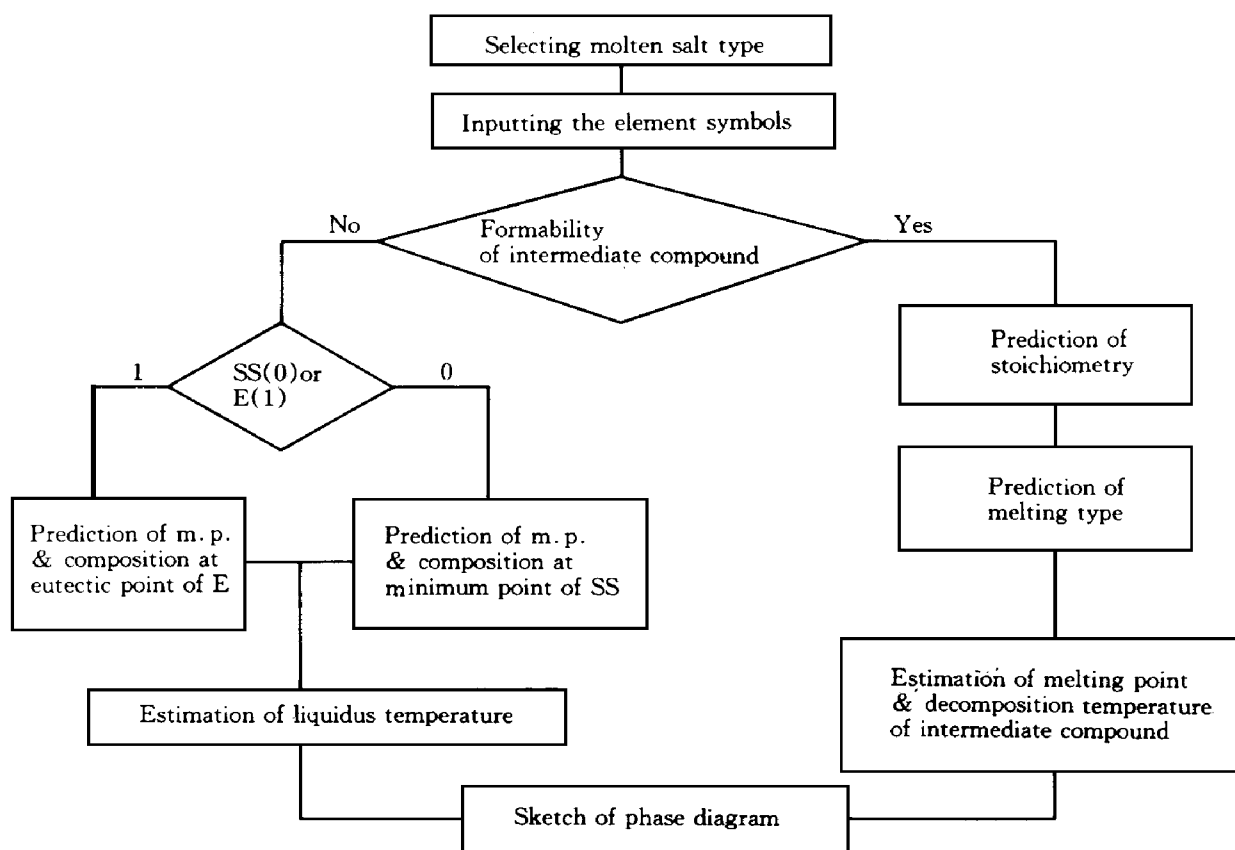 Selecting molten salt type
Inputting the element symbols
No
Formability
of intermediate compound
Yes
1
SS(0)or
E(1)
0
Prediction of
stoichiometry
Prediction of
melting type
Prediction of m.p.
& composition at
eutectic point of E
Prediction of m.p.
& composition at
minimum point of SS
Estimation of liquidus temperature
Estimation of melting point
& decomposition temperature
of intermediate compound
Sketch of phase diagram